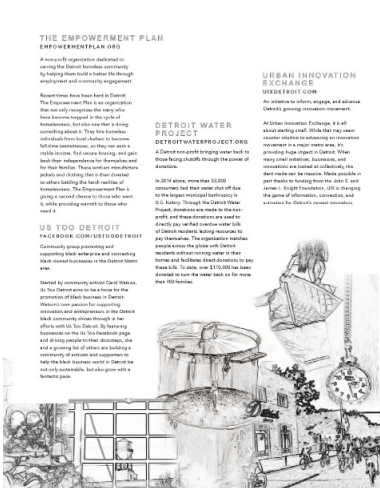 THE EMPOWERMENT PLAN
EMPOWERMENTPLAN.ORG
A non-profit organization dedicated to
serving the Detroit homeless community
by helping them build a better life through
employment and community engagement.
Recent times have been hard in Detroit.
The Empowerment Plan is an organization
that not only recognizes the many who
have become trapped in the cycle of
homelessness, but also one that is doing
something about it. They hire homeless
individuals from local shelters to become
full-time seamstresses, so they can earn a
stable income, find secure housing, and gain
back their independence for themselves and
for their families. These women manufacture
jackets and clothing that is then donated
to others battling the harsh realities of
homelessness. The Empowerment Plan is
giving a second chance to those who want
it, while providing warmth to those who
need it.
US TOO DETROIT
FACEBOOK.COM/USTOODETROIT
Community group promoting and
supporting black enterprise and connecting
black-owned businesses in the Detroit Metro
area.
Started by community activist Carol Watson,
Us Too Detroit aims to be a force for the
promotion of black business in Detroit.
Watson's own passion for supporting
innovation and entrepreneurs in the Detroit
black community shines through in her
efforts with Us Too Detroit. By featuring
businesses on the Us Too Facebook page
and driving people to their doorsteps, she
and a growing list of others are building a
community of activists and supporters to
help the black business world in Detroit be
not only sustainable, but also grow with a
fantastic pace.
DETROIT WATER
PROJECT
DETROITWATERPROJECT.ORG
A Detroit non-profit bringing water back to
those facing shutoffs through the power of
donations.
In 2014 alone, more than 33,000
consumers had their water shut off due
to the largest municipal bankruptcy in
U.S. history. Through the Detroit Water
Project, donations are made to the non-
profit, and these donations are used to
directly pay verified overdue water bills
of Detroit residents lacking resources to
pay themselves. The organization matches
people across the globe with Detroit
residents without running water in their
homes and facilitates direct donations to pay
these bills. To date, over $170,000 has been
donated to turn the water back on for more
than 900 families.
URBAN INNOVATION
EXCHANGE
UIXDETROIT.COM
An initiative to inform, engage, and advance
Detroit's growing innovation movement.
At Urban Innovation Exchange, it is all
about starting small. While that may seem
counter intuitive to advancing an innovation
movement in a major metro area, it's
providing huge impact in Detroit. When
many small initiatives, businesses, and
innovations are looked at collectively, the
dent made can be massive. Made possible in
part thanks to funding from the John S. and
James L. Knight Foundation, UIX is changing
the game of information, connection, and
activation for Detroit's newest innovators.